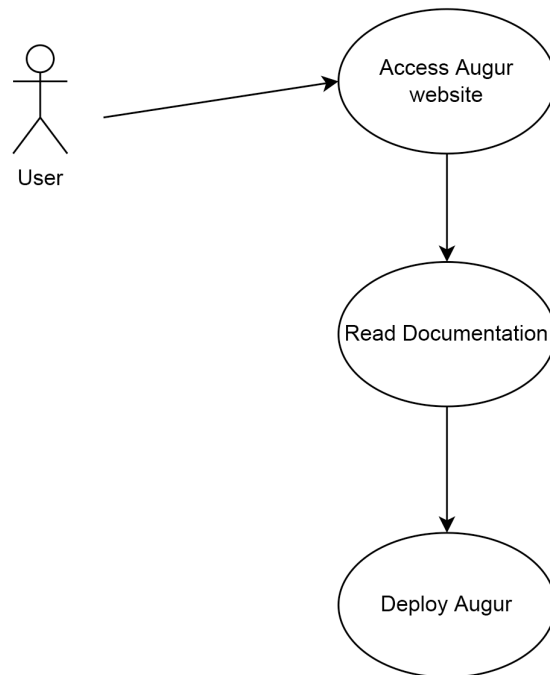 Access Augur
website
User
Read Documentation
Deploy Augur